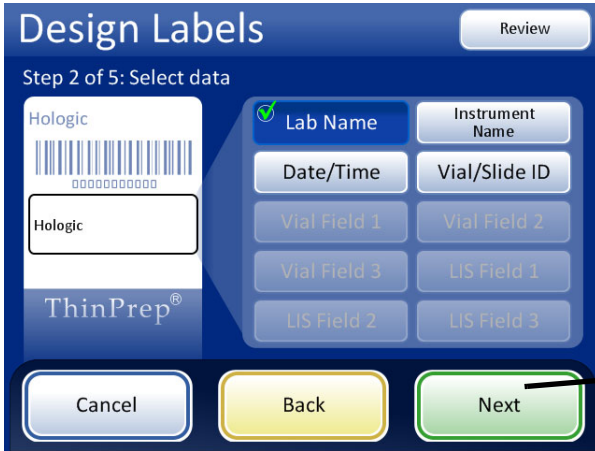 Design Labels
Review
Step 2 of 5: Select data
Hologic
00000000000
Hologic
ThinPrep®
Lab Name
Instrument
Name
Date/Time
Vial/Slide ID
Vial Field 1
Vial Field 2
Vial Field 3
LIS Field 1
LIS Field 2
LIS Field 3
Cancel
Back
Next